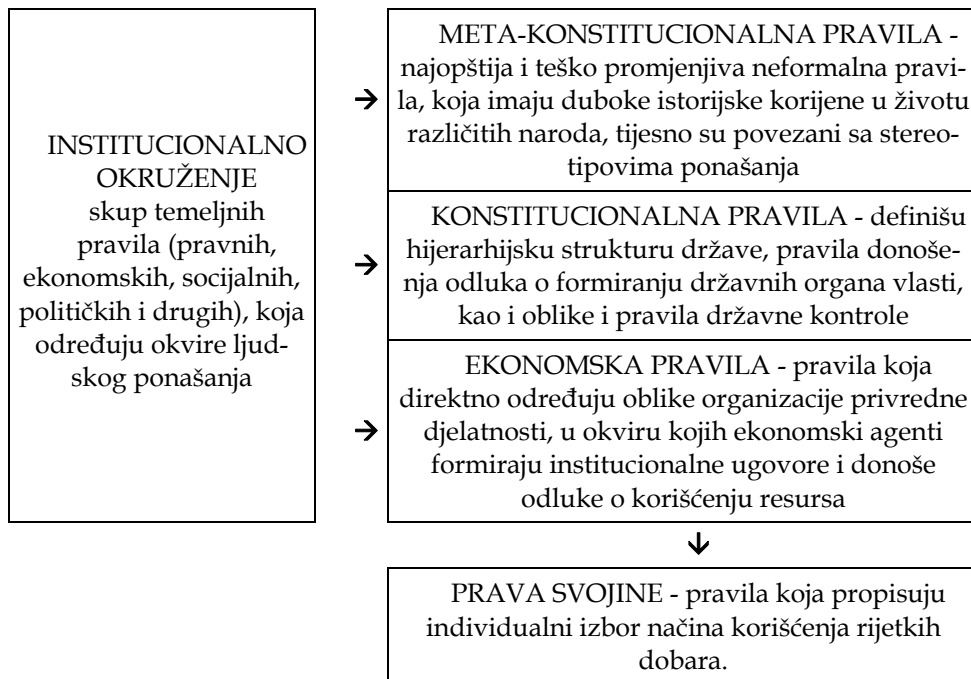 INSTITUCIONALNO
OKRUŽENJE
skup temeljnih
pravila (pravnih,
ekonomskih, socijalnih,
političkih i drugih), koja
određuju okvire ljud-
skog ponašanja
META-KONSTITUCIONALNA PRAVILA -
najopštija i teško promjenjiva neformalna pravi-
la, koja imaju duboke istorijske korijene u životu
različitih naroda, tijesno su povezani sa stereo-
tipovima ponašanja
KONSTITUCIONALNA PRAVILA - definišu
hijerarhijsku strukturu države, pravila donoše-
nja odluka o formiranju državnih organa vlasti,
kao i oblike i pravila državne kontrole
EKONOMSKA PRAVILA - pravila koja
direktno određuju oblike organizacije privredne
djelatnosti, u okviru kojih ekonomski agenti
formiraju institucionalne ugovore i donoše
odluke o korišćenju resursa
PRAVA SVOJINE - pravila koja propisuju
individualni izbor načina korišćenja rijetkih
dobara.